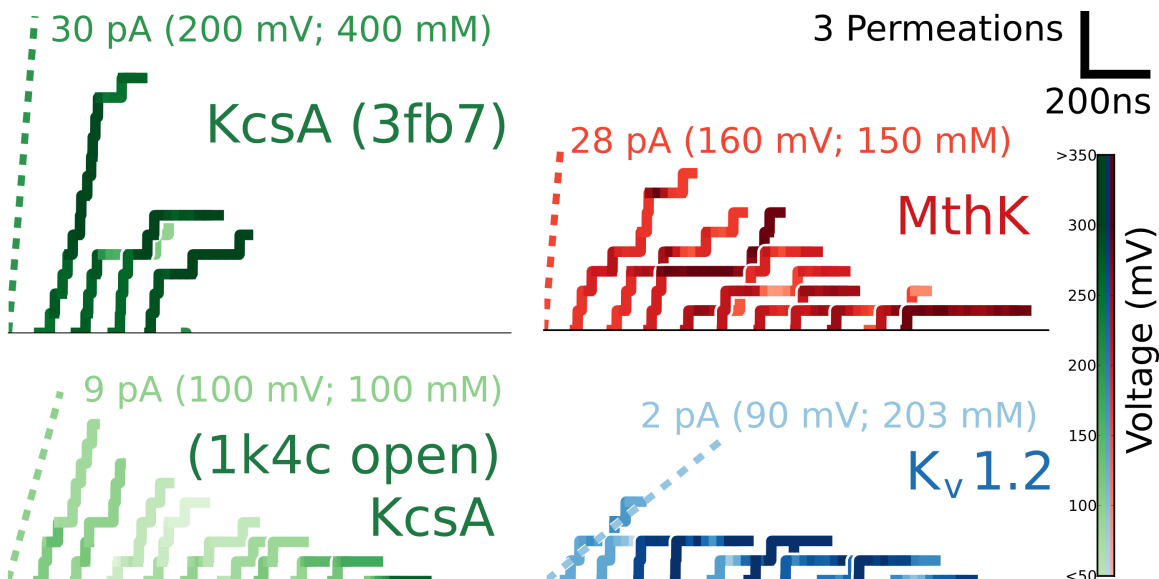 30 pA (200 mV; 400 mM)
KcsA (3fb7)
3 Permeations
200ns
28 pA (160 mV; 150 mM)
MthK
>350
300
250
200
150
100
<50
Voltage (mV)
9 pA (100 mV; 100 mM)
(1k4c open)
KcsA
2 pA (90 mV; 203 mM)
Kv 1.2